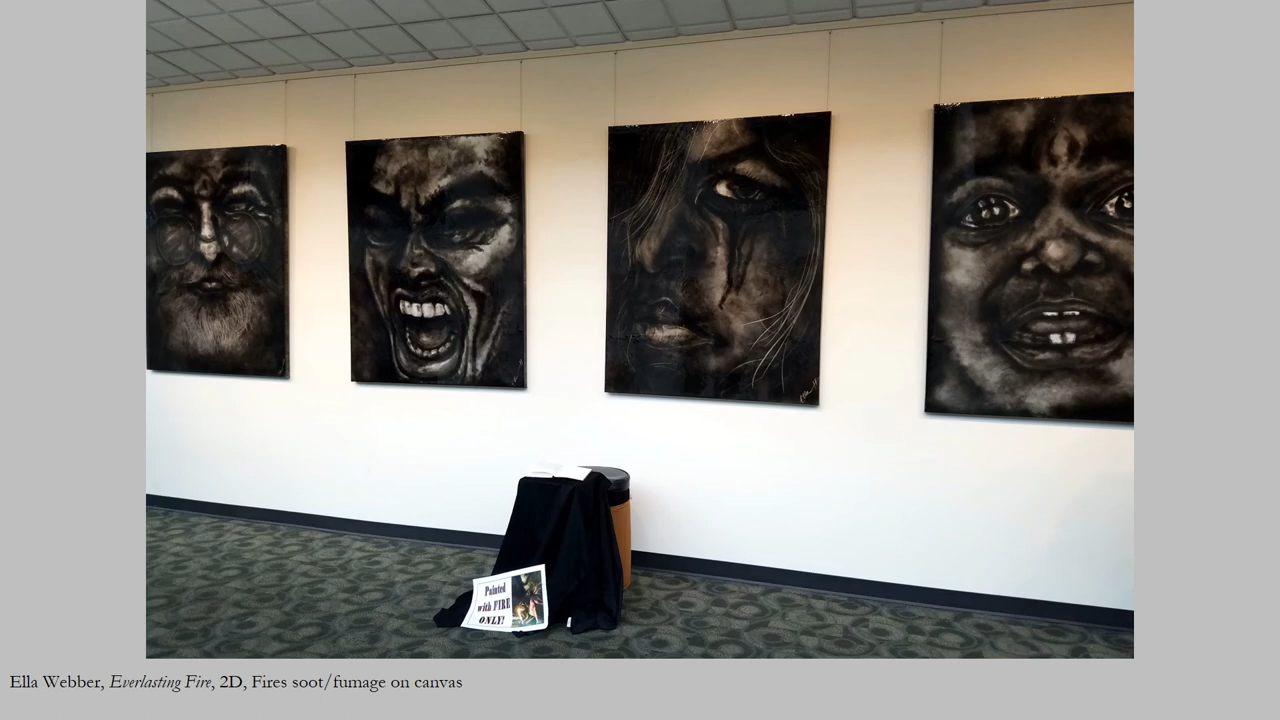 Painted
with FIRE
ONLY!
Ella Webber, Everlasting Fire, 2D, Fires soot/fumage on canvas